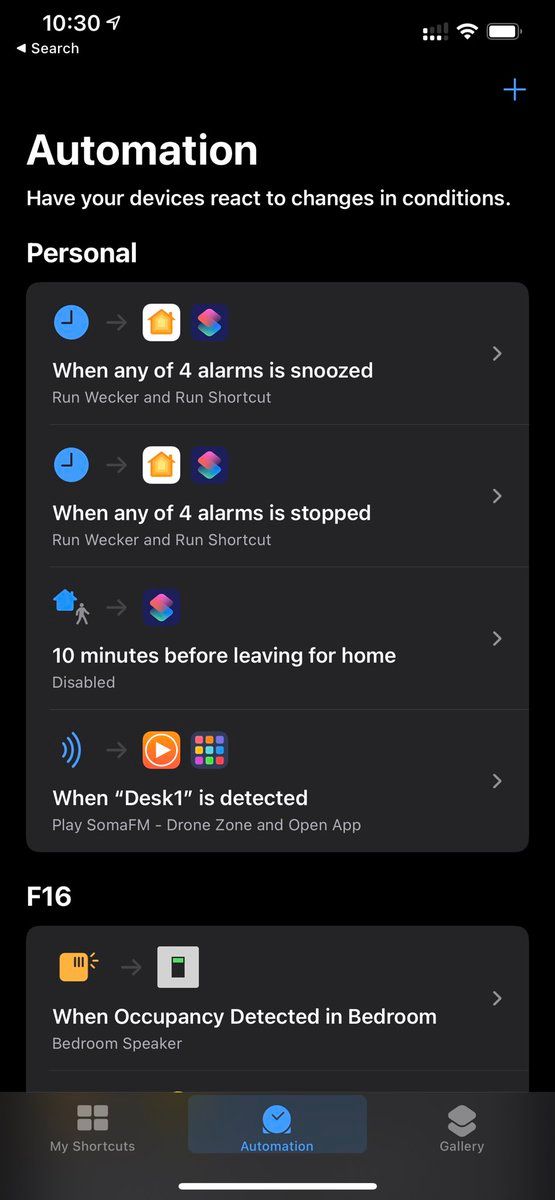 10:30
Search
Automation
Have your devices react to changes in conditions.
Personal
When any of 4 alarms is snoozed
Run Wecker and Run Shortcut
When any of 4 alarms is stopped
Run Wecker and Run Shortcut
10 minutes before leaving for home
Disabled
When “Desk1” is detected
Play SomaFM - Drone Zone and Open App
F16
When Occupancy Detected in Bedroom
Bedroom Speaker
My Shortcuts
Automation
Gallery